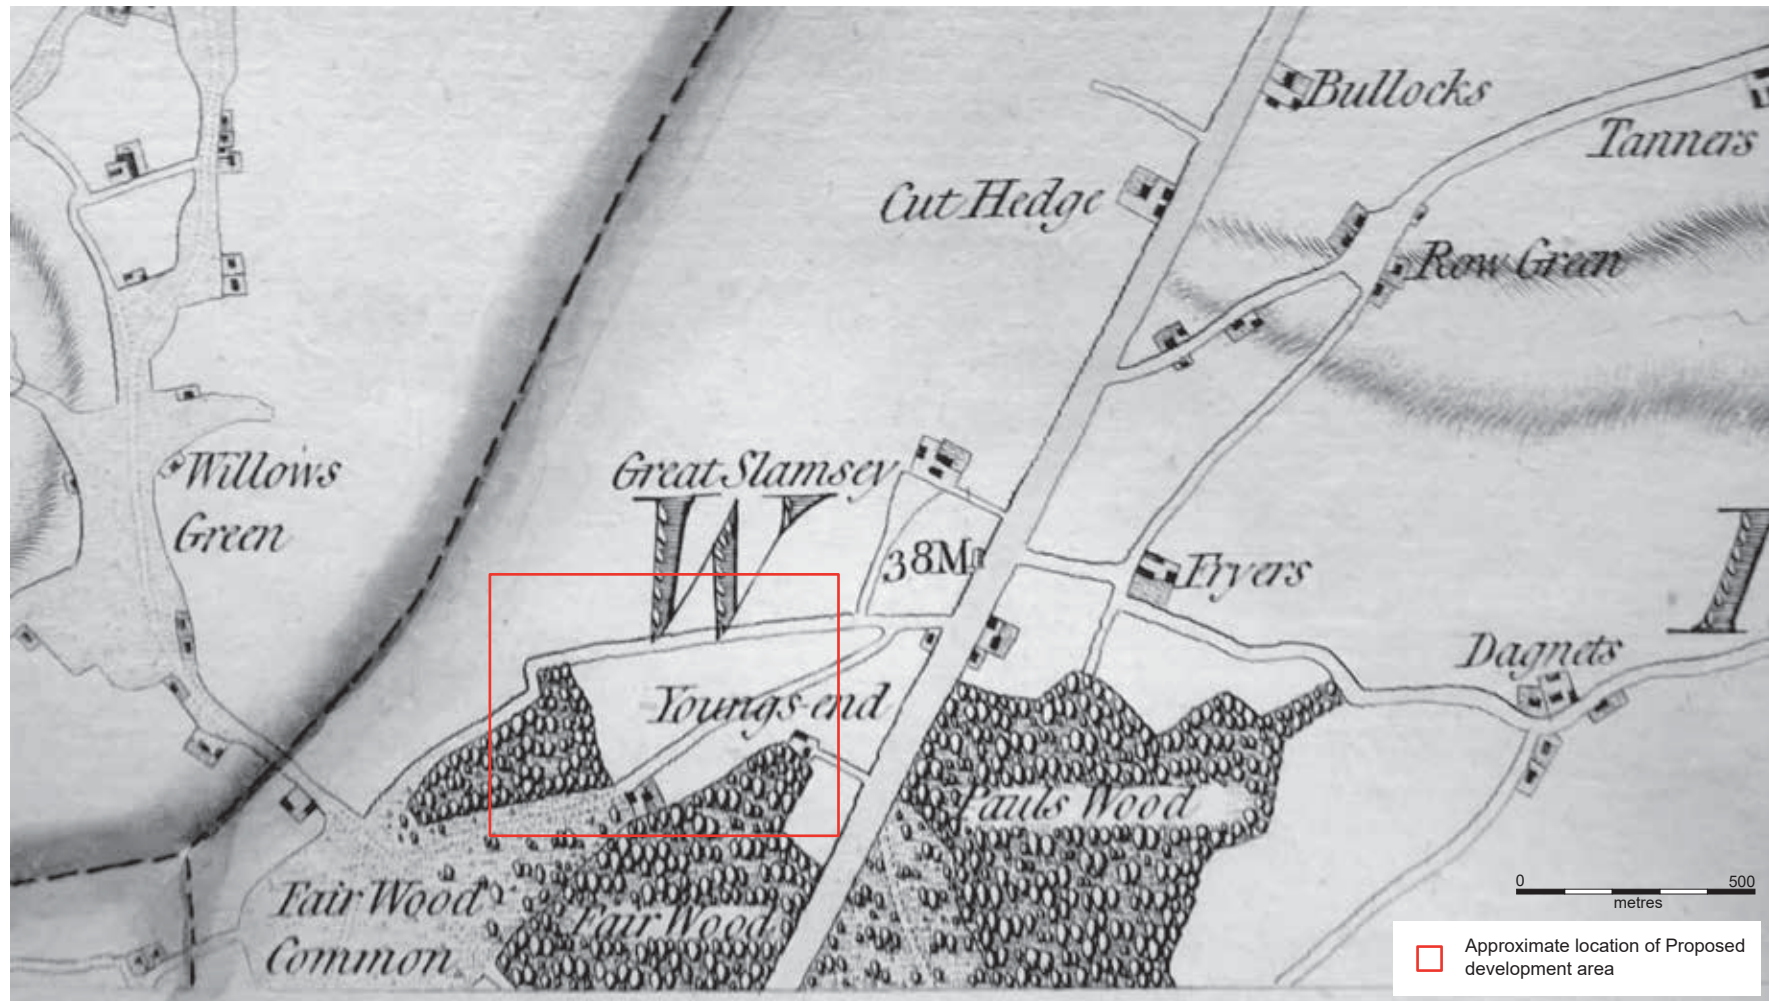 Bullocks
Tanners
Cut Hedge
Row Green
Willows
Green
Great Slamsey
W
38M
Fryers
I
Dagnets
Youngs-end
Pauls Wood
Fair Wood
Common
Fair Wood
0 500
metres
Approximate location of Proposed
development area